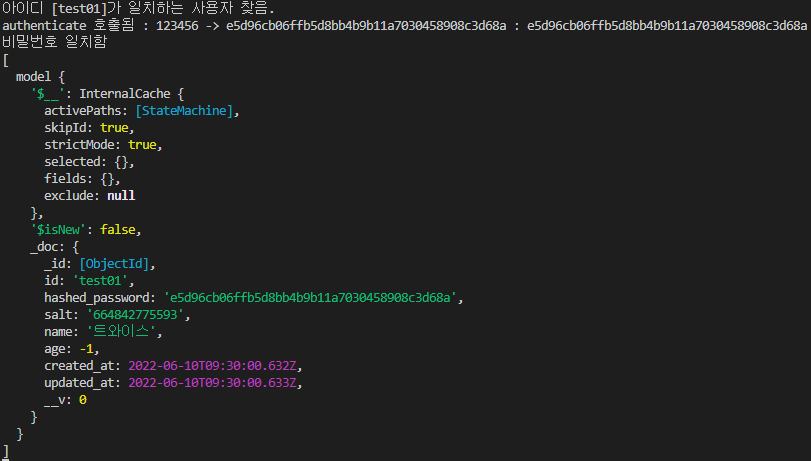 아이디 [test01]가 일치하는 사용자 찾음.
authenticate 호출됨 : 123456 -> e5d96cb06ffb5d8bb4b9b11a7030458908c3d68a : e5d96cb06ffb5d8bb4b9b11a7030458908c3d68a
비밀번호 일치함
[
  model {
    '$__': InternalCache {
      activePaths: [StateMachine],
      skipId: true,
      strictMode: true,
      selected: {},
      fields: {},
      exclude: null
    },
    '$isNew': false,
    _doc: {
      _id: [ObjectId],
      id: 'test01',
      hashed_password: 'e5d96cb06ffb5d8bb4b9b11a7030458908c3d68a',
      salt: '664842775593',
      name: '트와이스',
      age: -1,
      created_at: 2022-06-10T09:30:00.632Z,
      updated_at: 2022-06-10T09:30:00.633Z,
      __v: 0
    }
  }
]